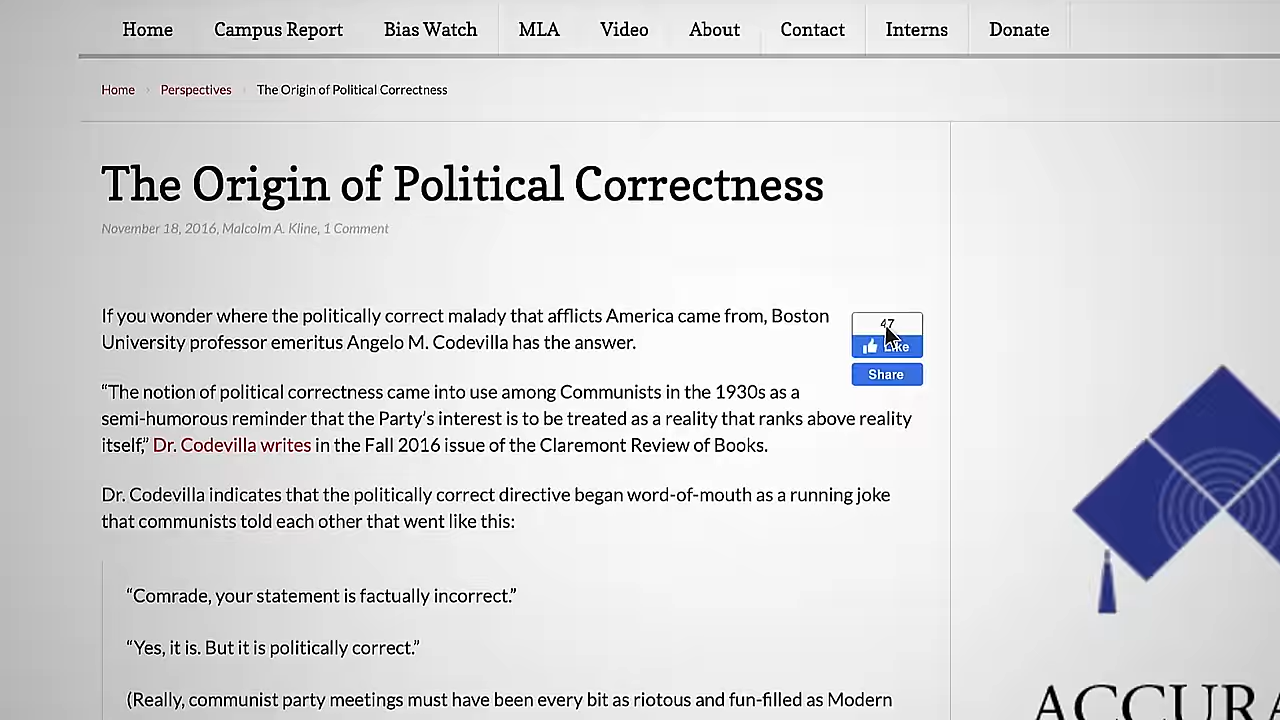 Home Campus Report Bias Watch MLA Video About Contact Interns Donate
Home › Perspectives › The Origin of Political Correctness
The Origin of Political Correctness
November 18, 2016, Malcolm A. Kline, 1 Comment
If you wonder where the politically correct malady that afflicts America came from, Boston
University professor emeritus Angelo M. Codevilla has the answer.
47
Like
Share
“The notion of political correctness came into use among Communists in the 1930s as a
semi-humorous reminder that the Party’s interest is to be treated as a reality that ranks above reality
itself,” Dr. Codevilla writes in the Fall 2016 issue of the Claremont Review of Books.
Dr. Codevilla indicates that the politically correct directive began word-of-mouth as a running joke
that communists told each other that went like this:
“Comrade, your statement is factually incorrect.”
“Yes, it is. But it is politically correct.”
(Really, communist party meetings must have been every bit as riotous and fun-filled as Modern
ACCURA